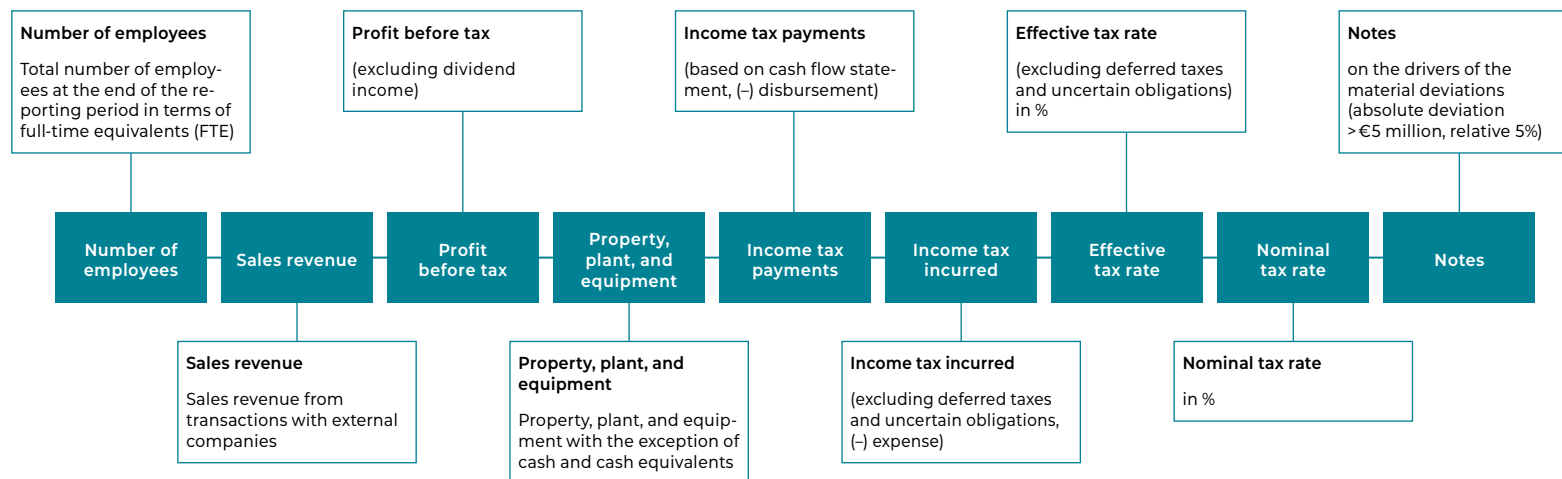 Number of employees
Total number of employ-
ees at the end of the re-
porting period in terms of
full-time equivalents (FTE)
Profit before tax
(excluding dividend
income)
Income tax payments
(based on cash flow state-
ment, (–) disbursement)
Effective tax rate
(excluding deferred taxes
and uncertain obligations)
in %
Notes
on the drivers of the
material deviations
(absolute deviation
>€5 million, relative 5%)
Number of
employees
Sales revenue
Profit
before tax
Property,
plant, and
equipment
Income tax
payments
Income tax
incurred
Effective
tax rate
Nominal
tax rate
Notes
Sales revenue
Sales revenue from
transactions with external
companies
Property, plant, and
equipment
Property, plant, and equip-
ment with the exception of
cash and cash equivalents
Income tax incurred
(excluding deferred taxes
and uncertain obligations,
(–) expense)
Nominal tax rate
in %